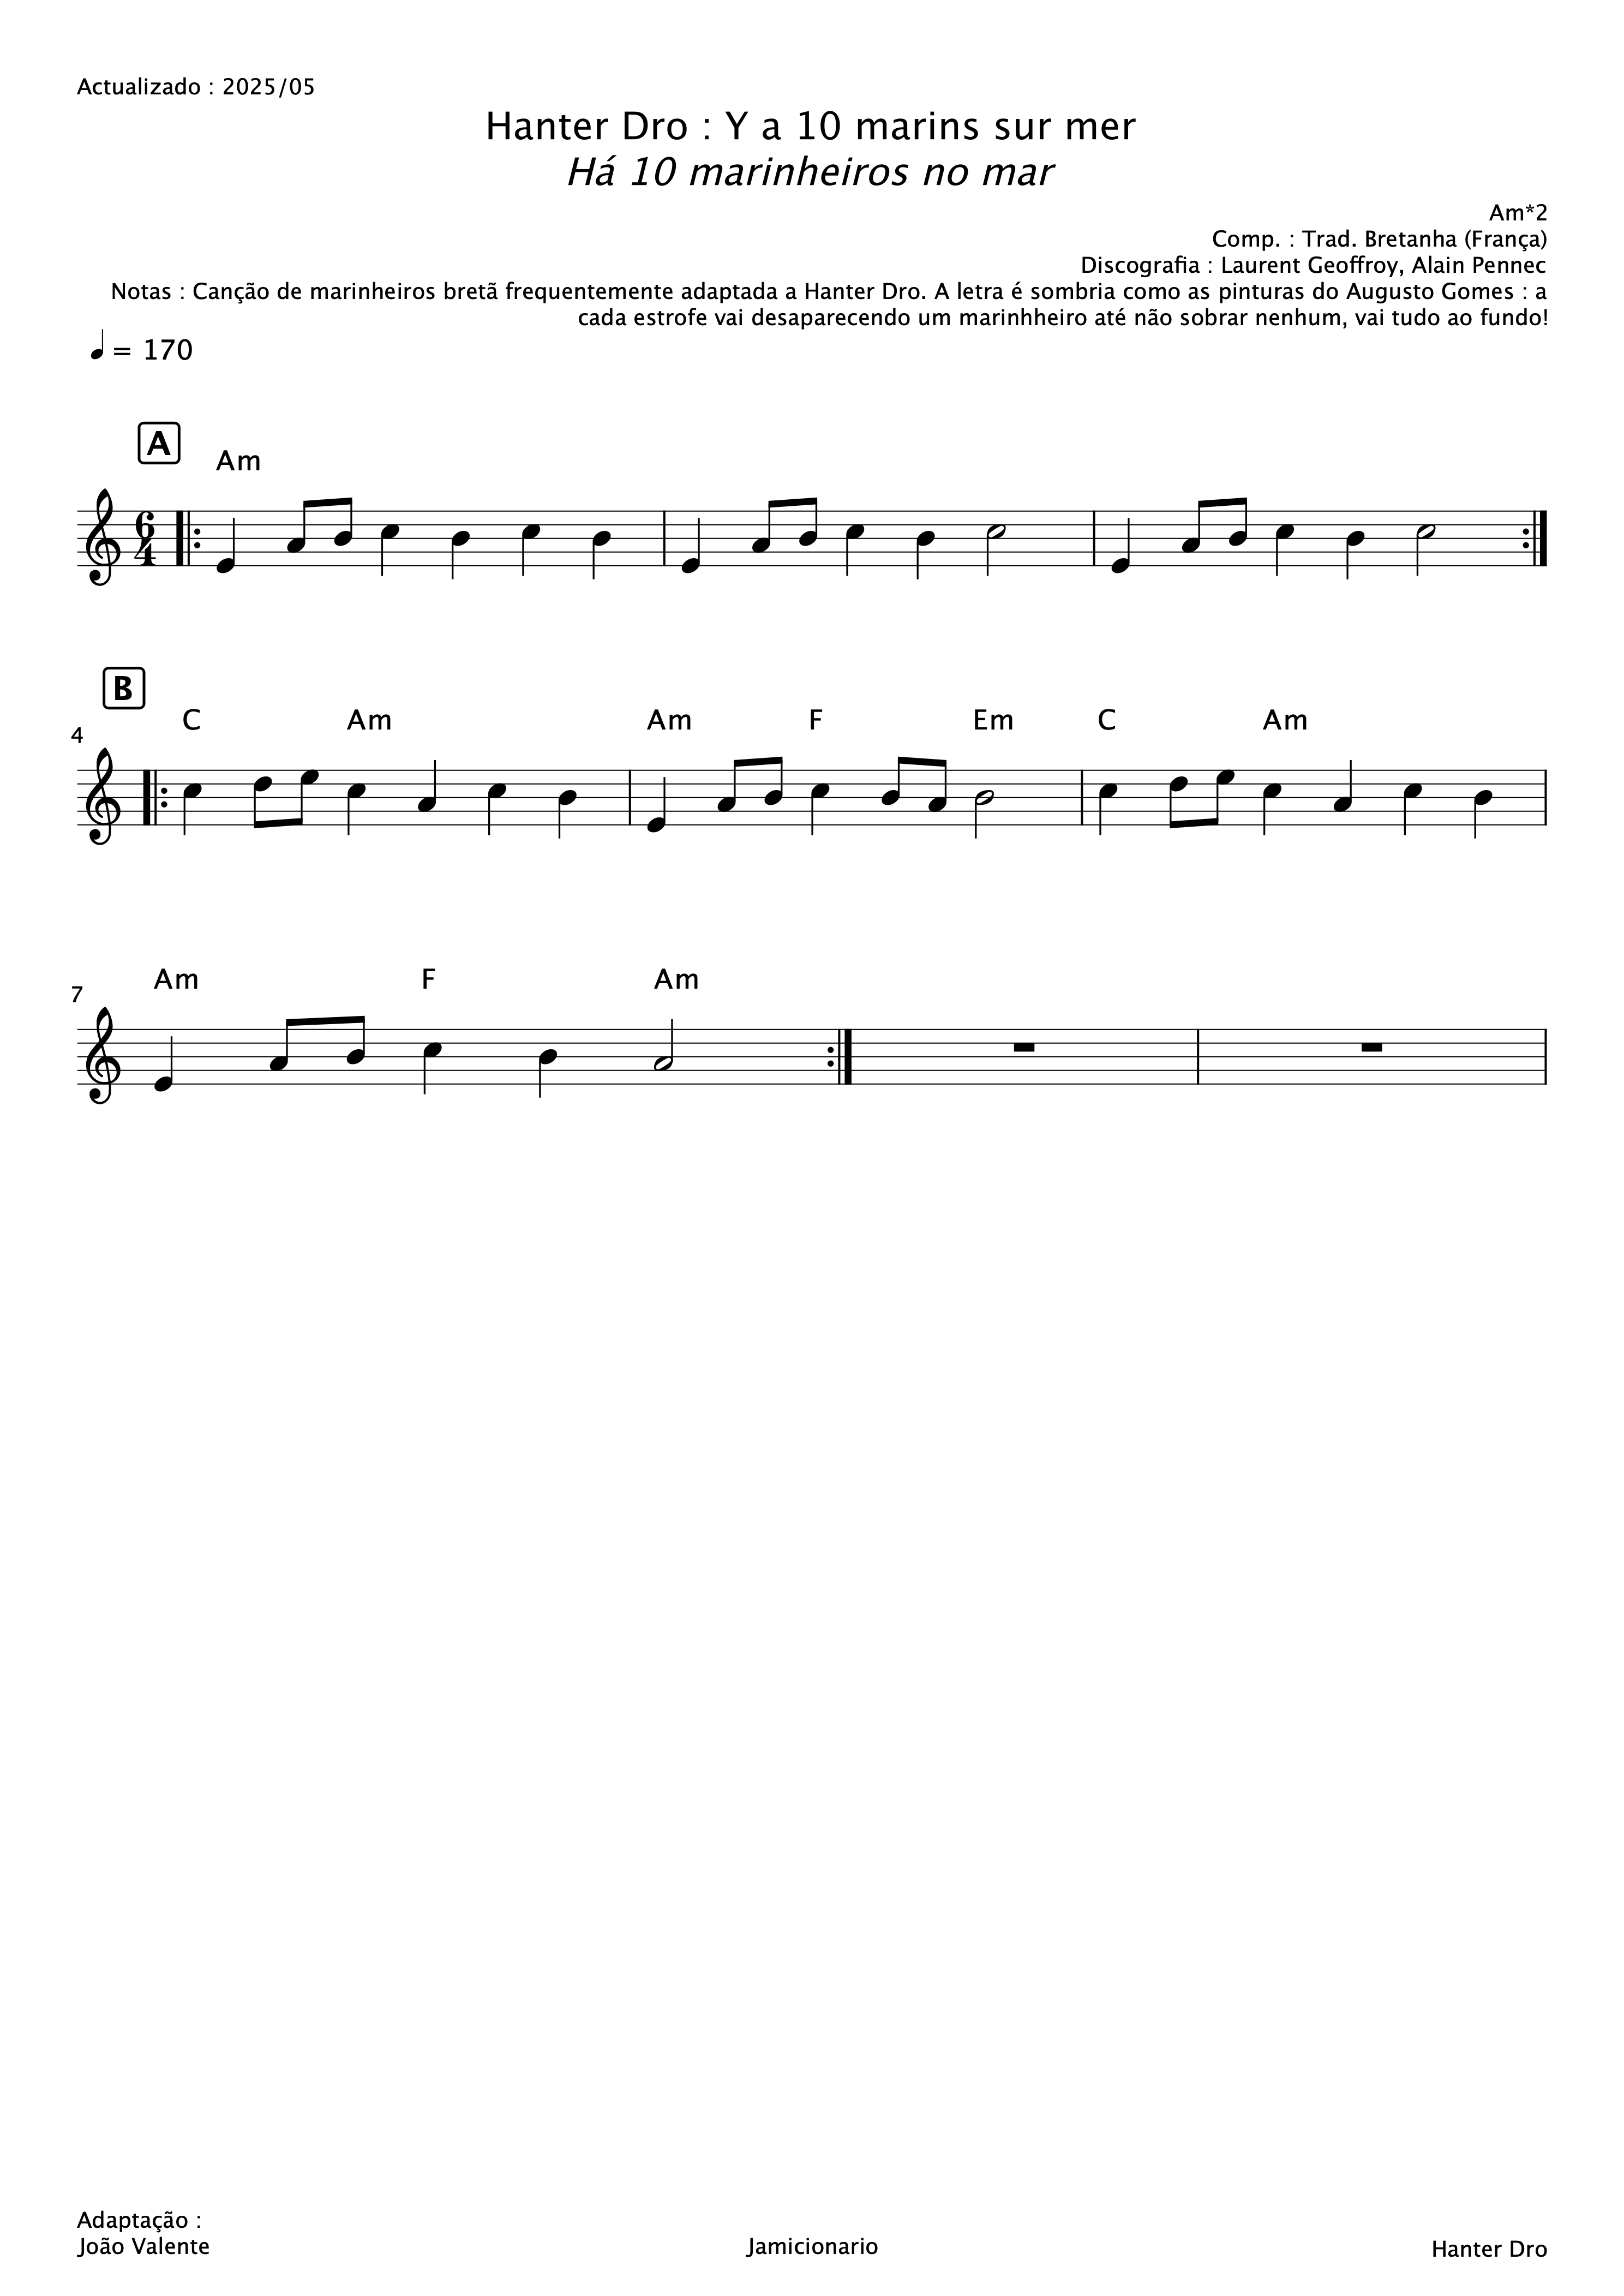 Actualizado : 2025/05
Hanter Dro : Y a 10 marins sur mer
Há 10 marinheiros no mar
Am*2
Comp. : Trad. Bretanha (França)
Discografia : Laurent Geoffroy, Alain Pennec
Notas : Canção de marinheiros bretã frequentemente adaptada a Hanter Dro. A letra é sombria como as pinturas do Augusto Gomes : a
cada estrofe vai desaparecendo um marinhheiro até não sobrar nenhum, vai tudo ao fundo!
= 170
A
Am
6
4
B
C Am Am F Em C Am
4
Am F Am
7
Adaptação :
João Valente
Jamicionario
Hanter Dro